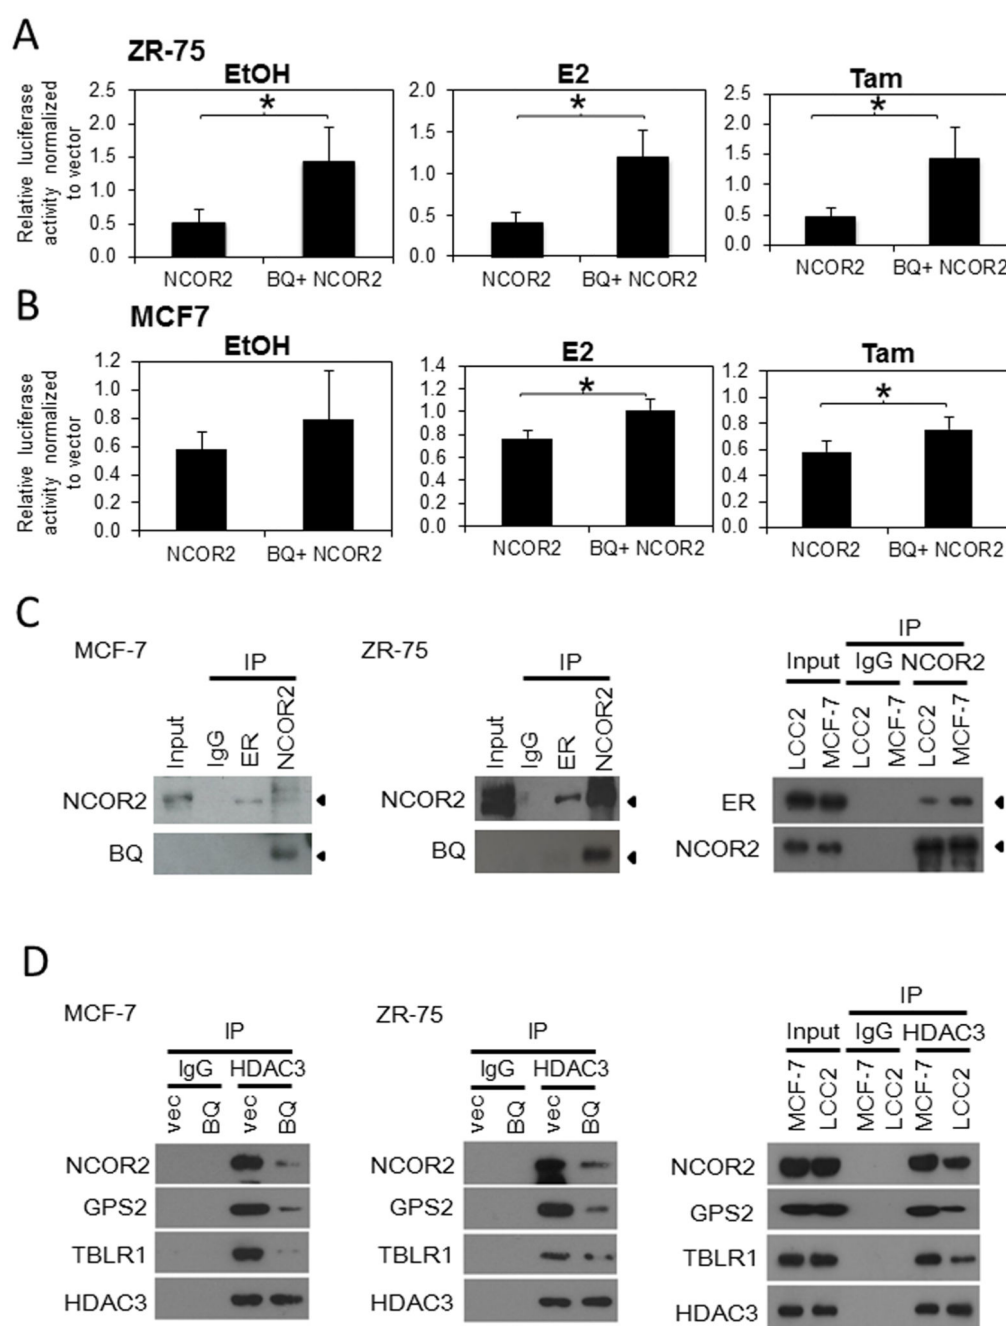 A
ZR-75
EtOH E2 Tam
Relative luciferase activity normalized to vector
2.5 2.0 1.5 1.0 0.5 0.0
*
NCOR2 BQ+ NCOR2
2.0 1.5 1.0 0.5 0.0
*
NCOR2 BQ+ NCOR2
2.5 2.0 1.5 1.0 0.5 0.0
*
NCOR2 BQ+ NCOR2
B
MCF7
EtOH E2 Tam
Relative luciferase activity normalized to vector
1.2 1.0 0.8 0.6 0.4 0.2 0.0
NCOR2 BQ+ NCOR2
1.4 1.2 1.0 0.8 0.6 0.4 0.2 0.0
*
NCOR2 BQ+ NCOR2
1.2 1.0 0.8 0.6 0.4 0.2 0.0
*
NCOR2 BQ+ NCOR2
C
MCF-7
IP
Input IgG ER NCOR2
NCOR2
BQ
ZR-75
IP
Input IgG ER NCOR2
NCOR2
BQ
IP
Input IgG NCOR2
LCC2 MCF-7 LCC2 MCF-7 LCC2 MCF-7
ER
NCOR2
D
MCF-7
IP
IgG HDAC3
vec BQ vec BQ
NCOR2
GPS2
TBLR1
HDAC3
ZR-75
IP
IgG HDAC3
vec BQ vec BQ
NCOR2
GPS2
TBLR1
HDAC3
IP
Input IgG HDAC3
MCF-7 LCC2 MCF-7 LCC2 MCF-7 LCC2
NCOR2
GPS2
TBLR1
HDAC3